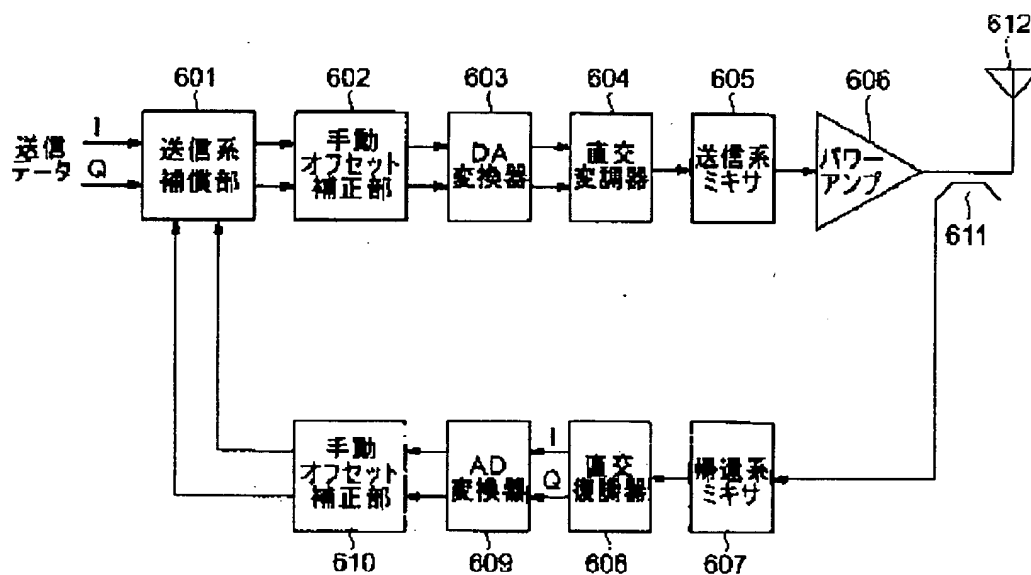 612
601
602
603
604
605
606
送信
データ
I
Q
送信系
補償部
手動
オフセット
補正部
DA
変換器
直交
変調器
送信系
ミキサ
パワー
アンプ
611
手動
オフセット
補正部
AD
変換器
I
Q
直交
復調器
帰還系
ミキサ
610
609
608
607